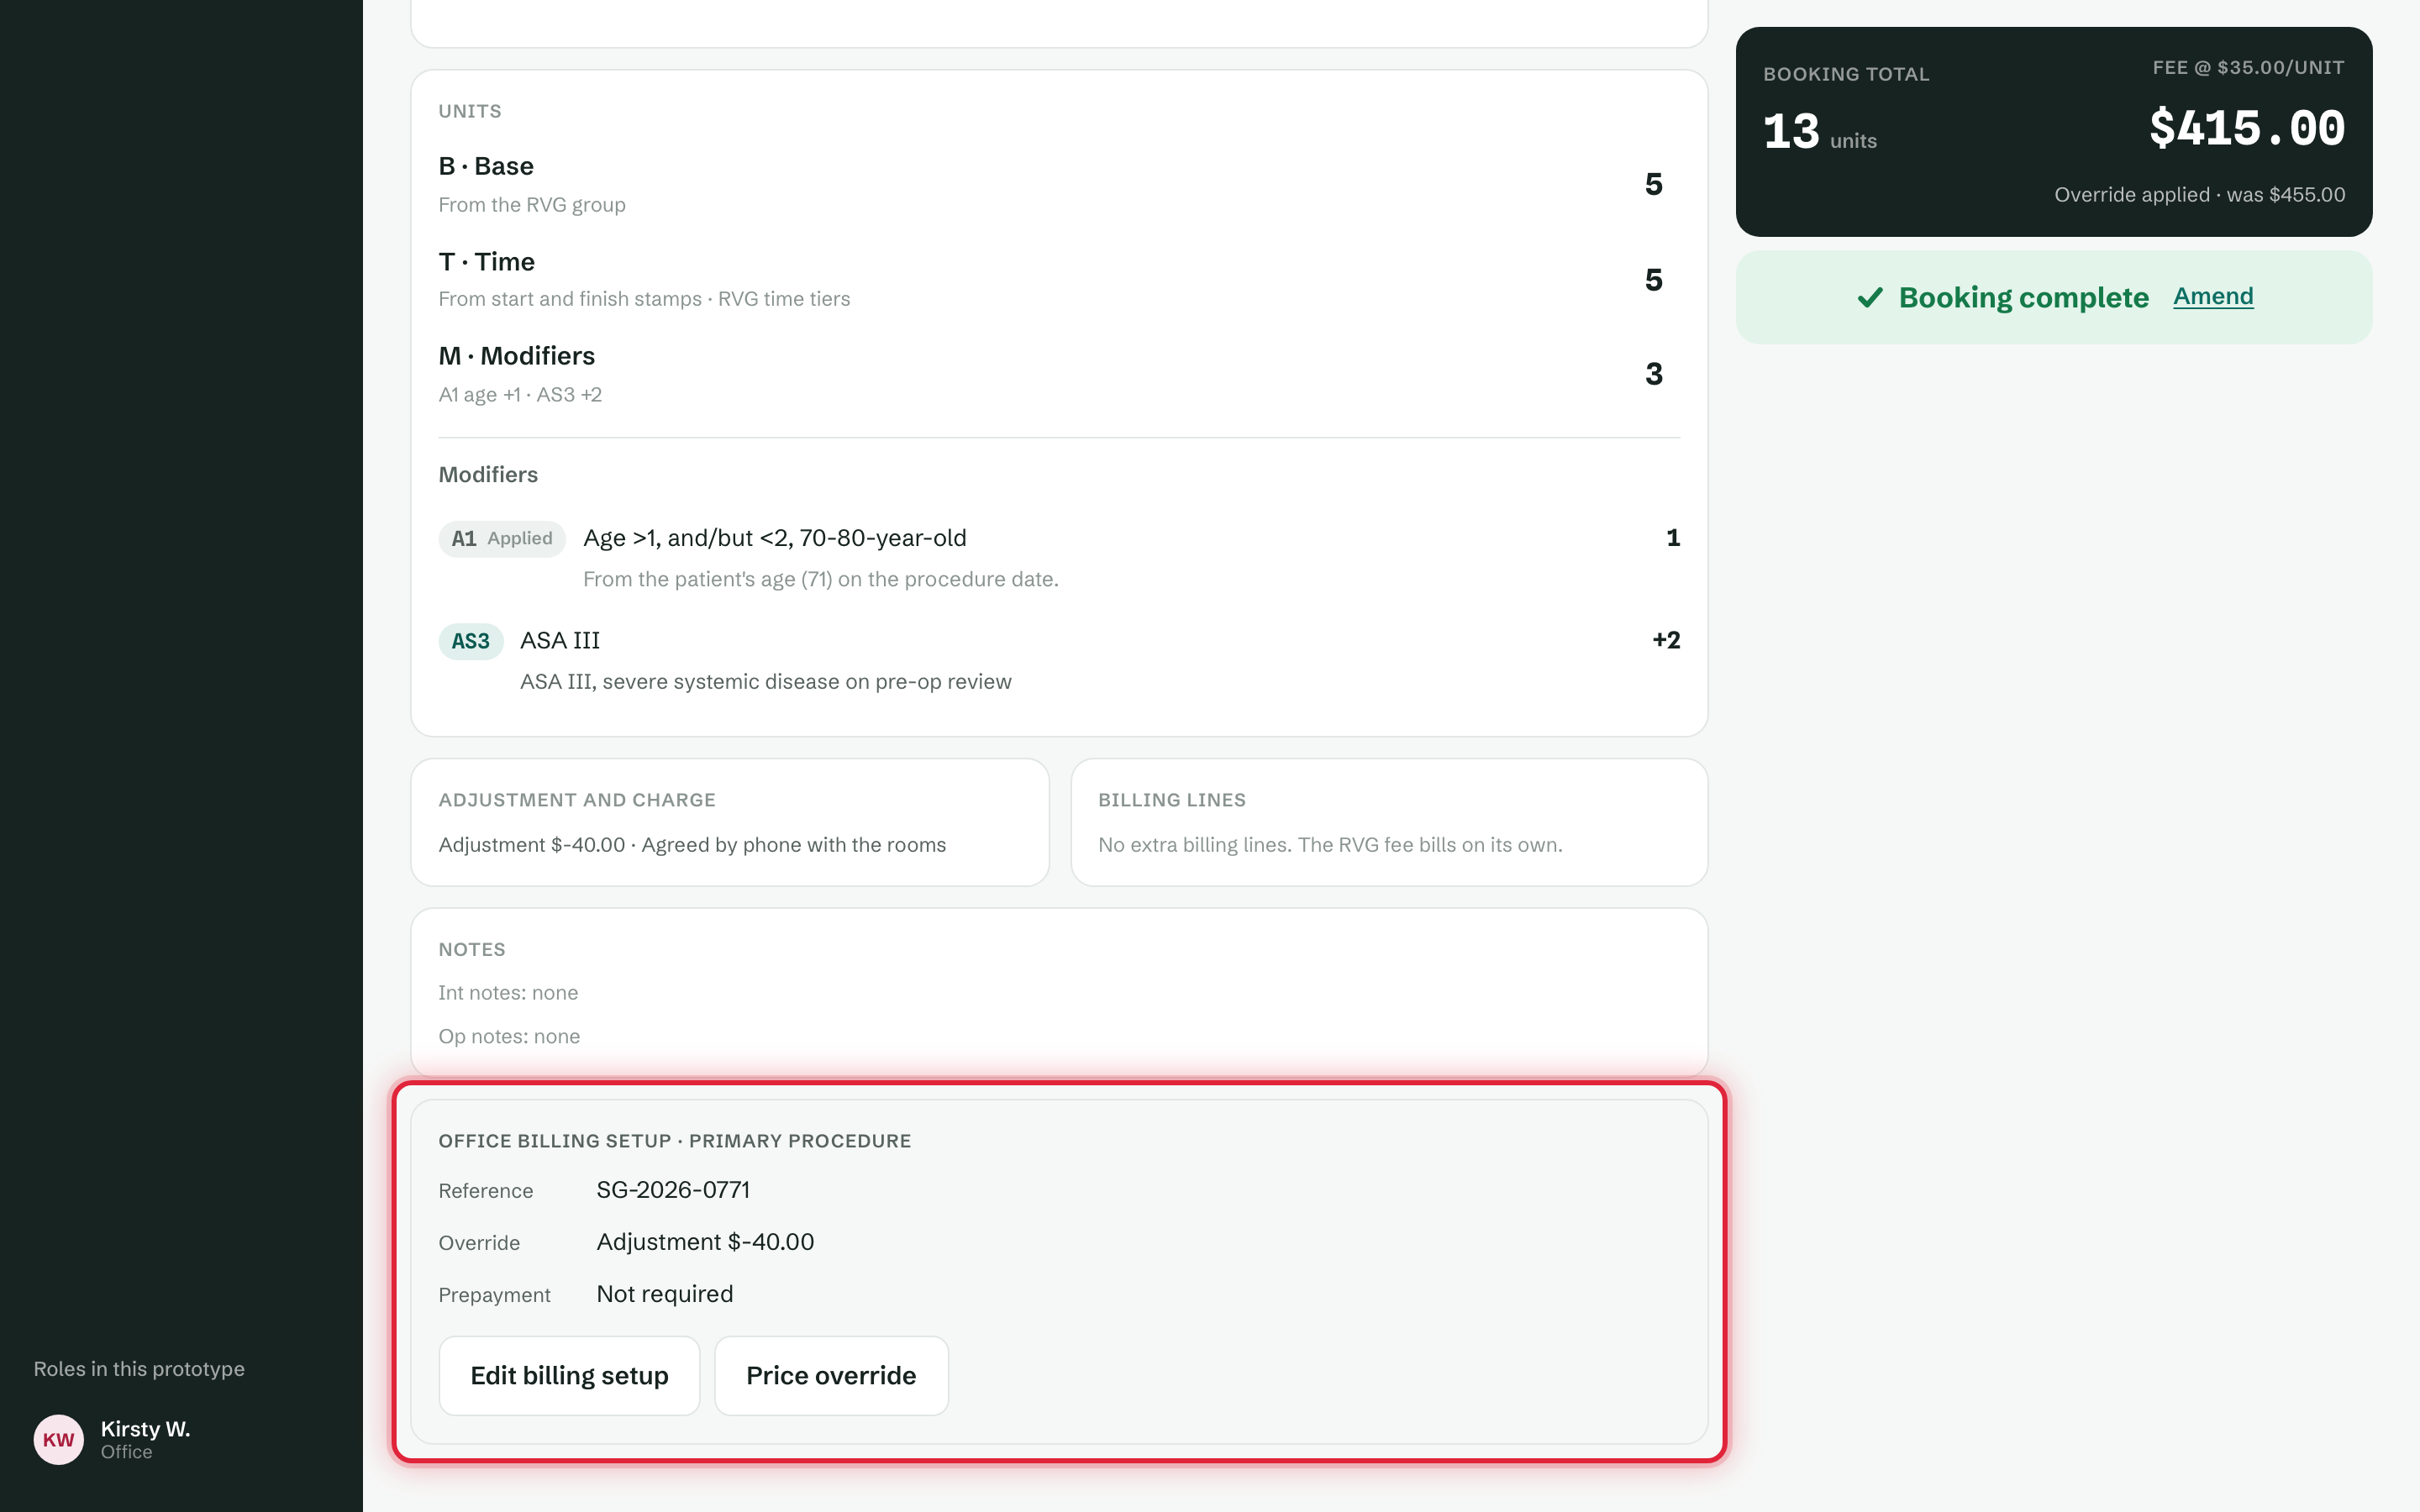 UNITS
B · Base
5
From the RVG group
T · Time
5
From start and finish stamps · RVG time tiers
M · Modifiers
3
A1 age +1 · AS3 +2
Modifiers
A1 Applied Age >1, and/but <2, 70-80-year-old 1
From the patient's age (71) on the procedure date.
AS3 ASA III +2
ASA III, severe systemic disease on pre-op review
ADJUSTMENT AND CHARGE
Adjustment $-40.00 · Agreed by phone with the rooms
BILLING LINES
No extra billing lines. The RVG fee bills on its own.
NOTES
Int notes: none
Op notes: none
OFFICE BILLING SETUP · PRIMARY PROCEDURE
Reference SG-2026-0771
Override Adjustment $-40.00
Prepayment Not required
Edit billing setup Price override
BOOKING TOTAL
13 units
FEE @ $35.00/UNIT
$415.00
Override applied · was $455.00
Booking complete Amend
Roles in this prototype
KW
Kirsty W.
Office